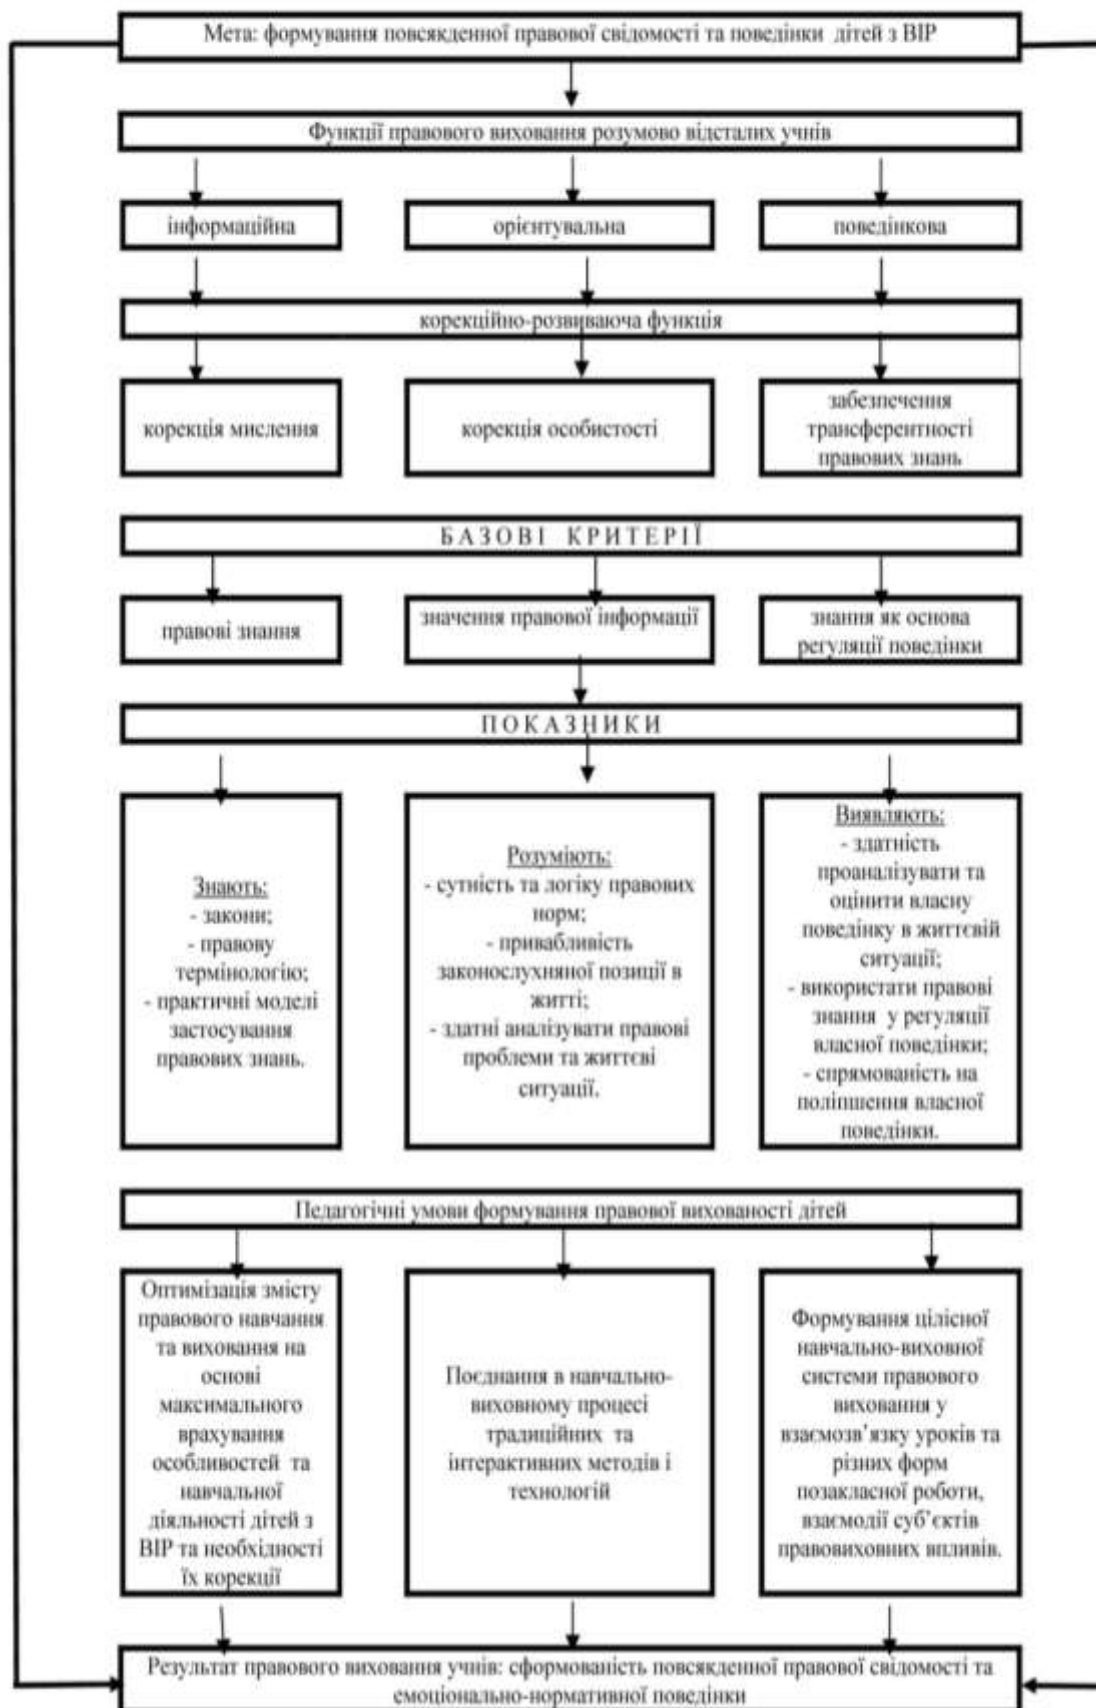 Мета: формування повсякденної правової свідомості та поведінки дітей з ВІР
Функції правового виховання розумово відсталих учнів
інформаційна
орієнтувальна
поведінкова
корекційно-розвиваюча функція
корекція мислення
корекція особистості
забезпечення
трансферентності
правових знань
БАЗОВІ КРИТЕРІЇ
правові знання
значення правової інформації
знання як основа
регуляції поведінки
ПОКАЗНИКИ
Знають:
- закони;
- правову
термінологію;
- практичні моделі
застосування
правових знань.
Розуміють:
- сутність та логіку правових
норм;
- привабливість
законослухняної позиції в
житті;
- здатні аналізувати правові
проблеми та життєві
ситуації.
Виявляють:
- здатність
проаналізувати та
оцінити власну
поведінку в життєвій
ситуації;
- використати правові
знання у регуляції
власної поведінки;
- спрямованість на
поліпшення власної
поведінки.
Педагогічні умови формування правової вихованості дітей
Оптимізація змісту
правового навчання
та виховання на
основі
максимального
врахування
особливостей та
навчальної
діяльності дітей з
ВІР та необхідності
їх корекції
Поєднання в навчально-
виховному процесі
традиційних та
інтерактивних методів і
технологій
Формування цілісної
навчально-виховної
системи правового
виховання у
взаємозв’язку уроків та
різних форм
позакласної роботи,
взаємодії суб’єктів
правовиховних впливів.
Результат правового виховання учнів: сформованість повсякденної правової свідомості та
емоціонально-нормативної поведінки